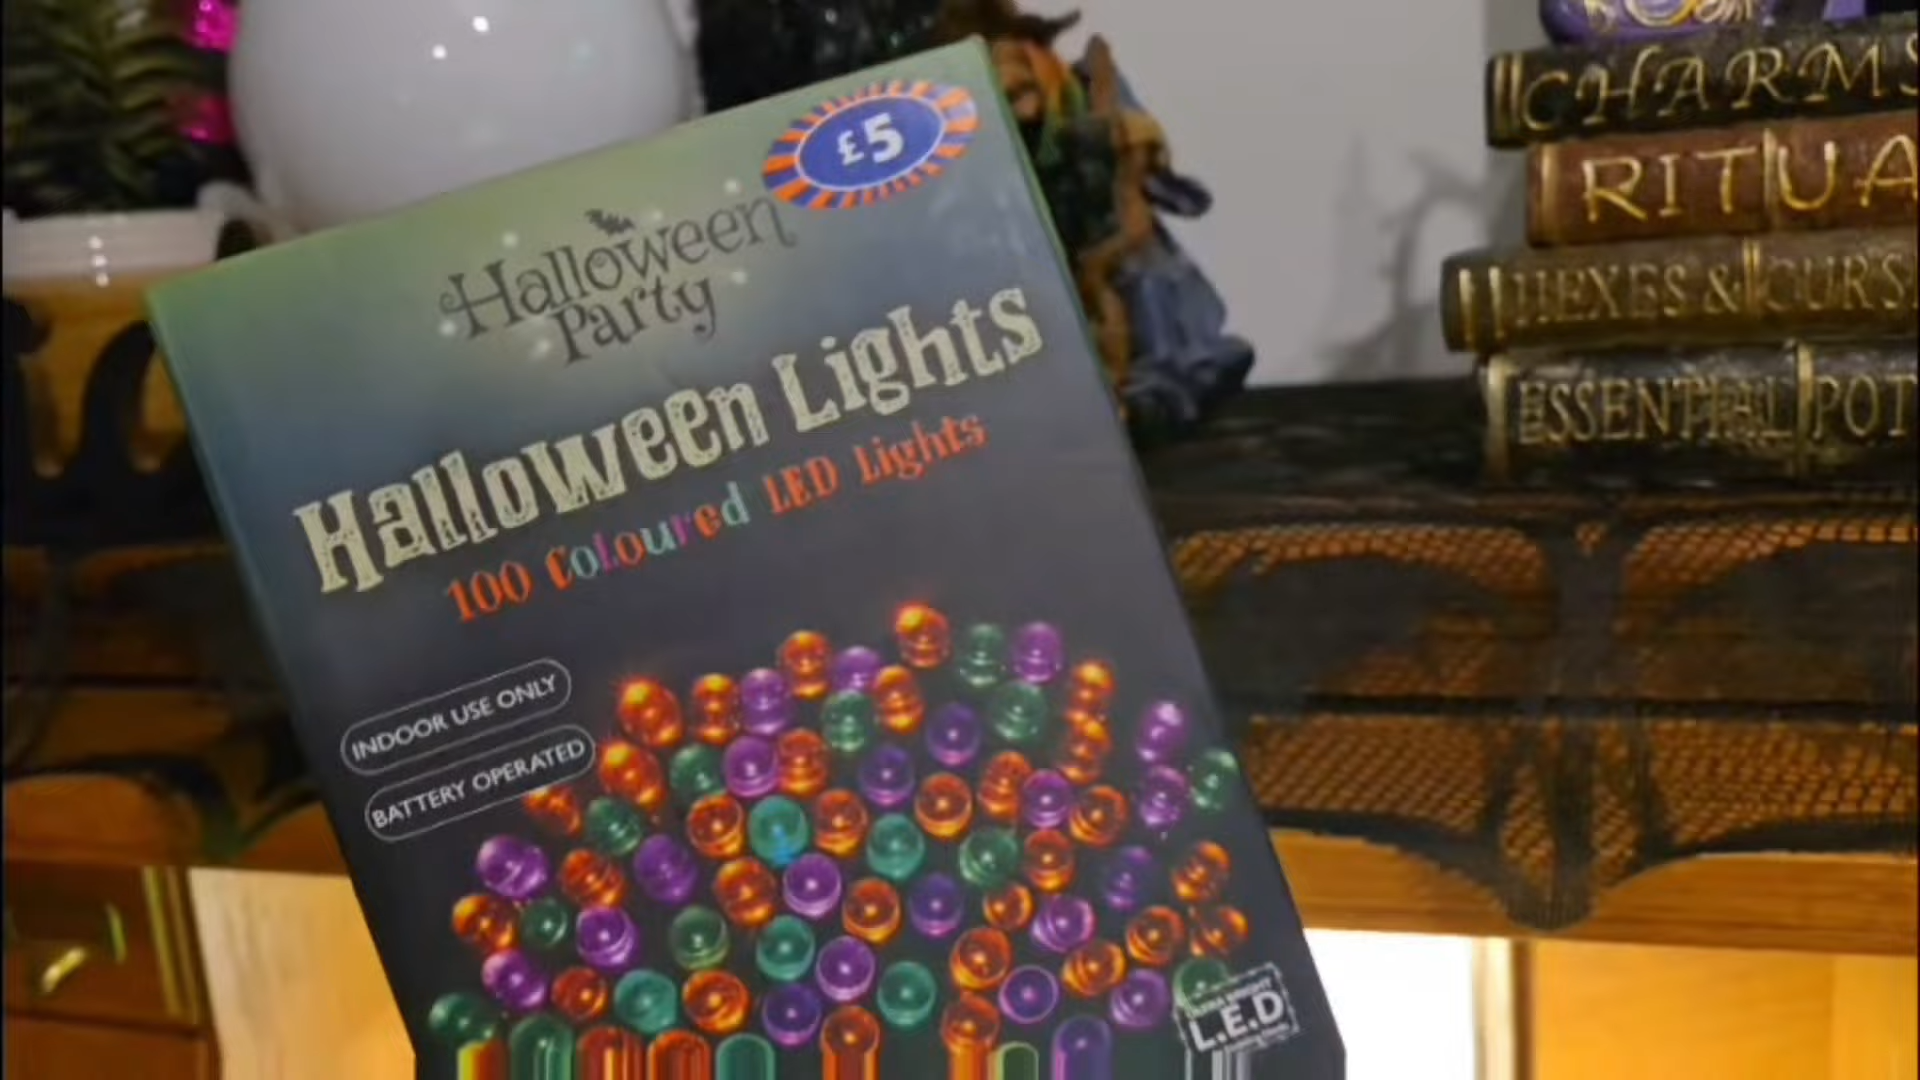 £5
Halloween
Party
Halloween Lights
100 Coloured LED Lights
INDOOR USE ONLY
BATTERY OPERATED
L.E.D
CHARMS
RITUA
HEXES & CURS
ESSENTIAL POT